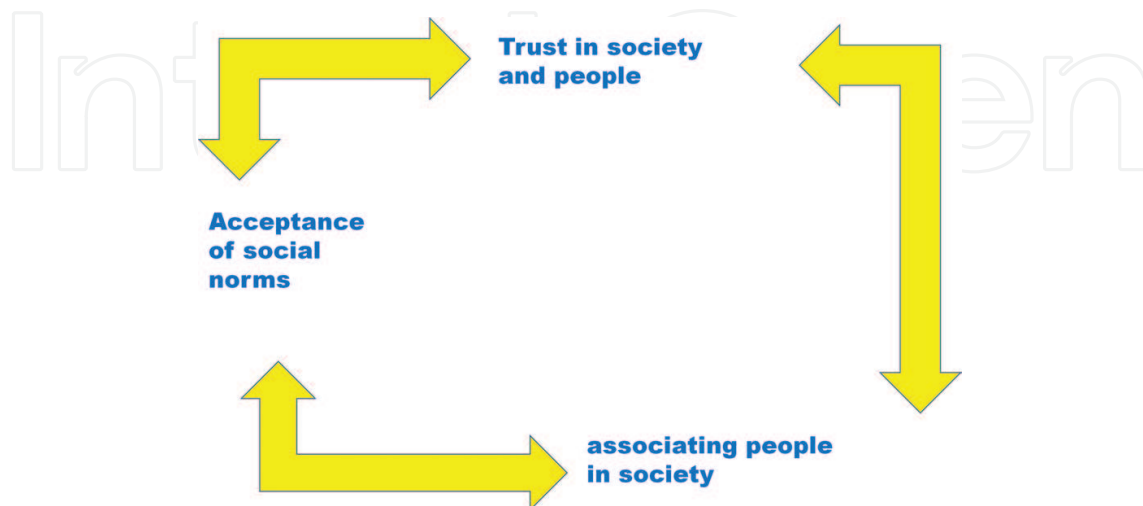 Trust in society
and people
Acceptance
of social
norms
associating people
in society